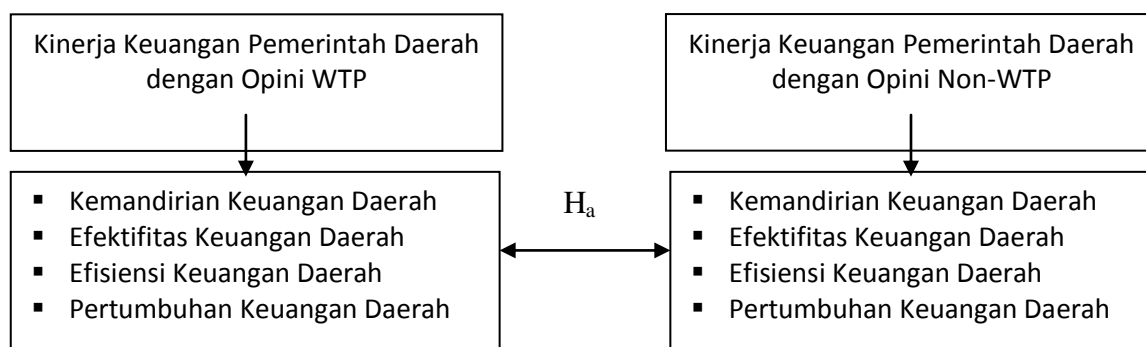 Kinerja Keuangan Pemerintah Daerah
dengan Opini WTP
Kinerja Keuangan Pemerintah Daerah
dengan Opini Non-WTP
▪ Kemandirian Keuangan Daerah
▪ Efektifitas Keuangan Daerah
▪ Efisiensi Keuangan Daerah
▪ Pertumbuhan Keuangan Daerah
Ha
▪ Kemandirian Keuangan Daerah
▪ Efektifitas Keuangan Daerah
▪ Efisiensi Keuangan Daerah
▪ Pertumbuhan Keuangan Daerah